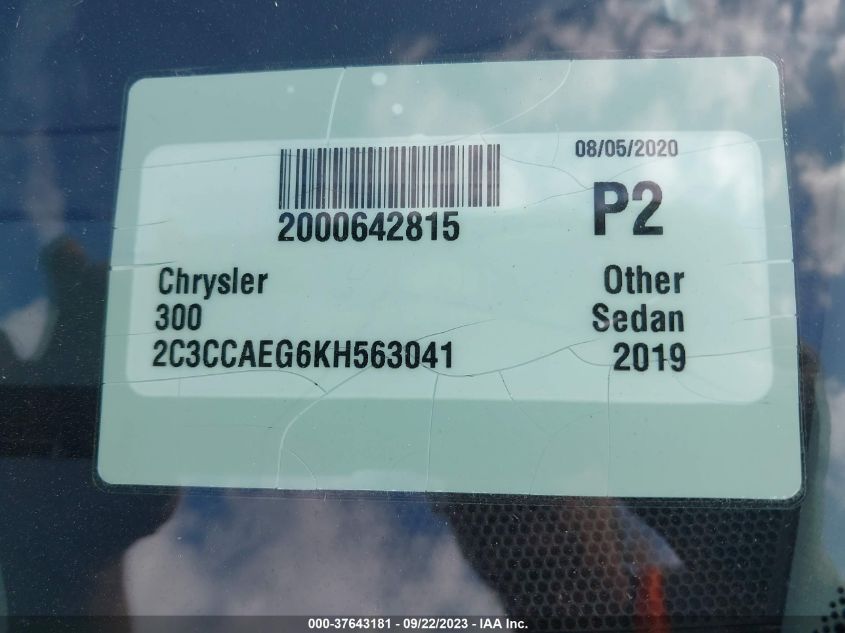 08/05/2020
2000642815
P2
Chrysler Other
300 Sedan
2C3CCAEG6KH563041 2019
000-37643181 - 09/22/2023 - IAA Inc.